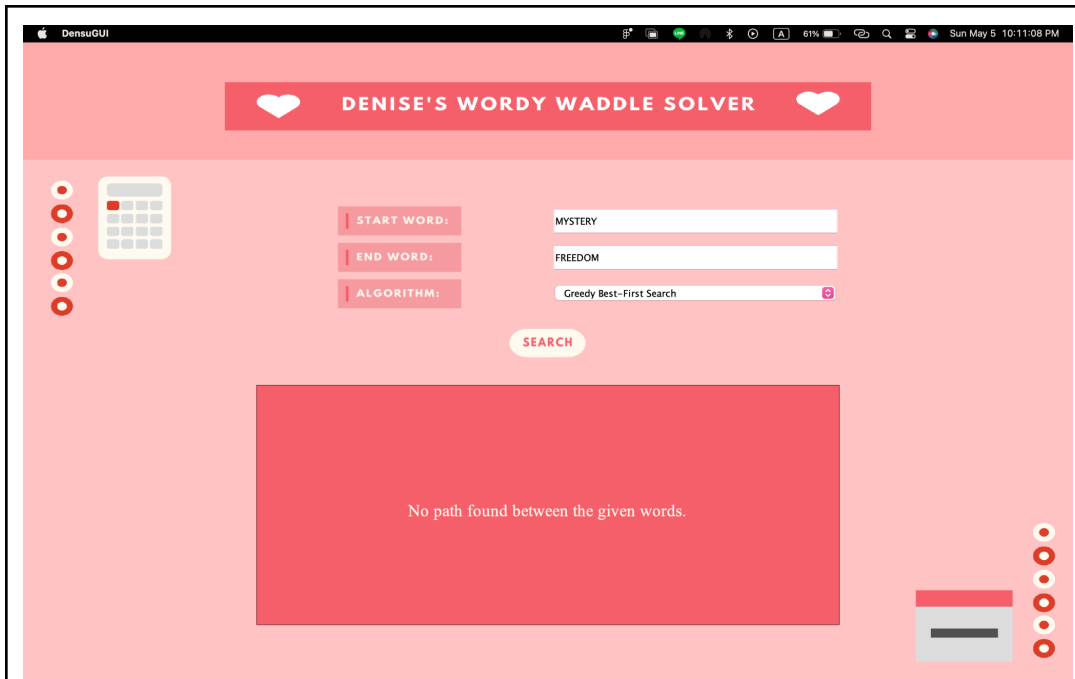 DensuGUI A 61% Sun May 5 10:11:08 PM
DENISE'S WORDY WADDLE SOLVER
START WORD: MYSTERY
END WORD: FREEDOM
ALGORITHM: Greedy Best-First Search
SEARCH
No path found between the given words.